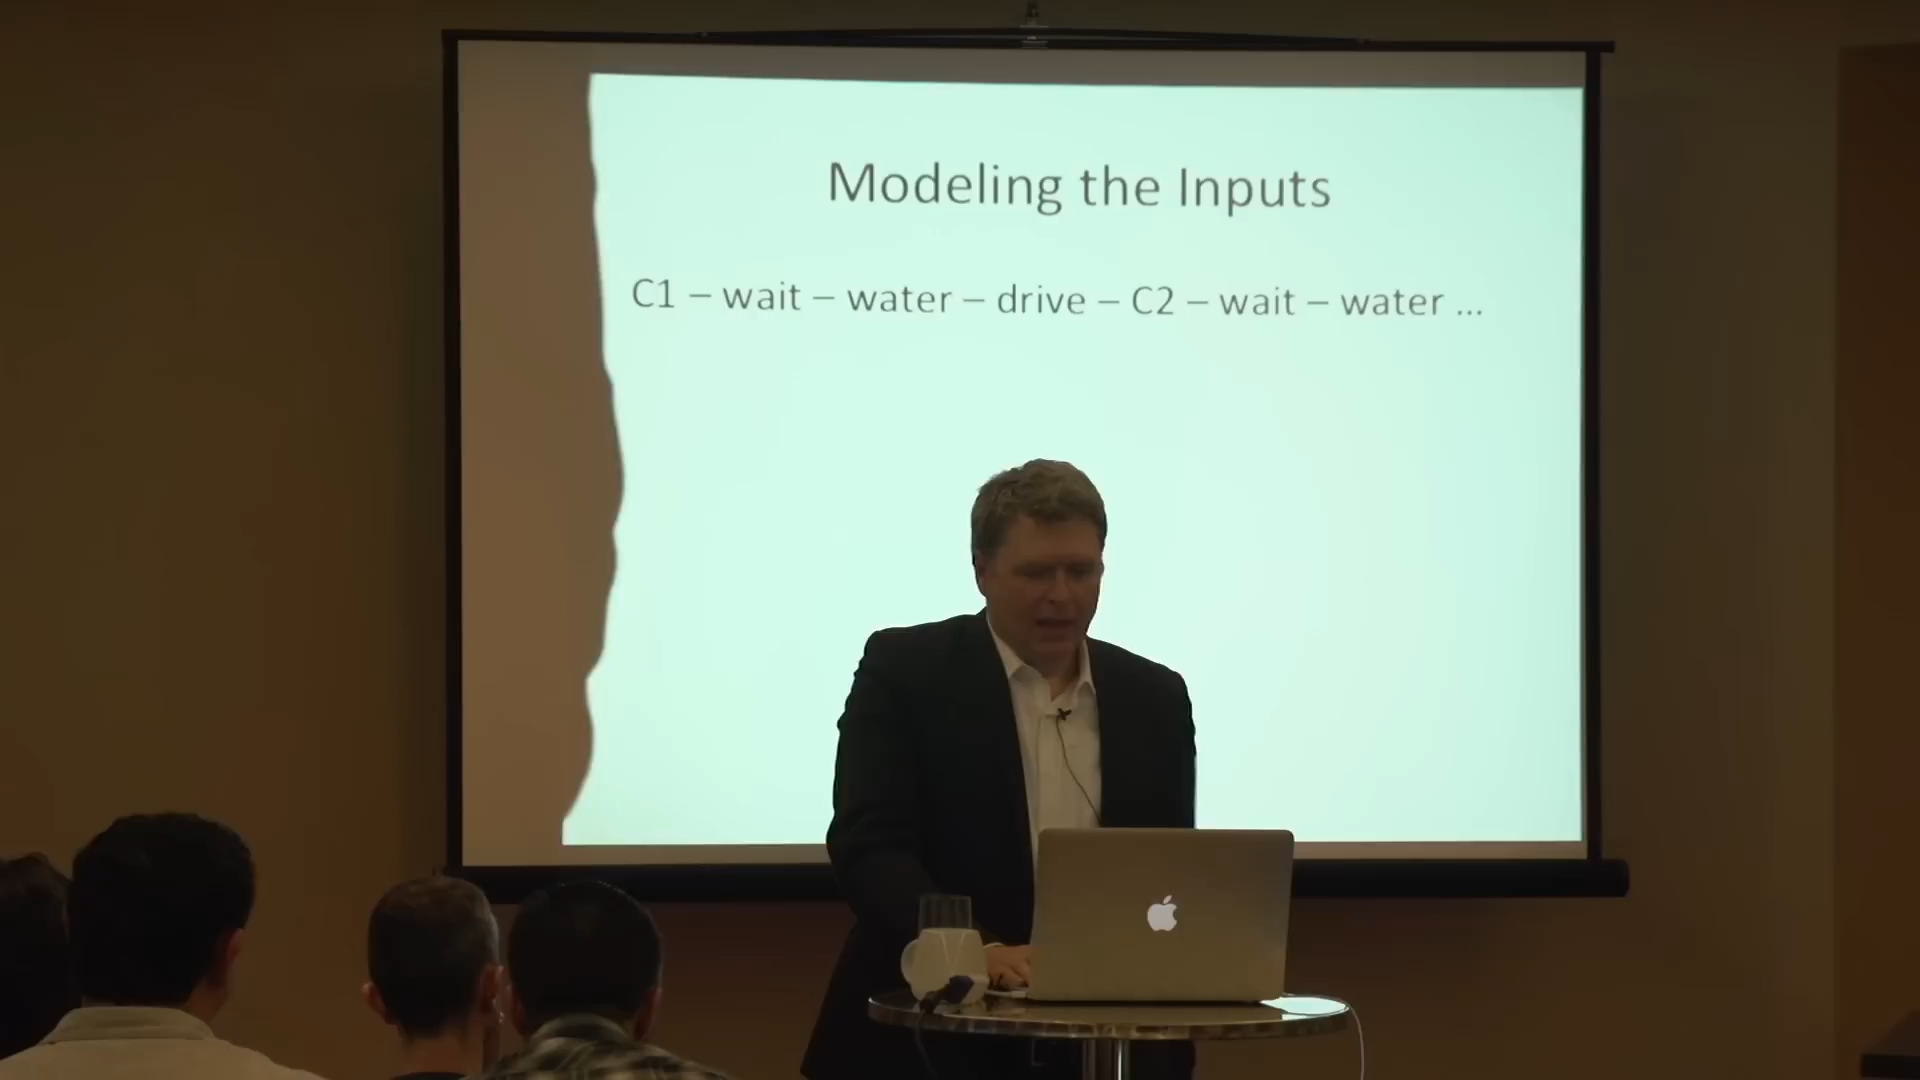 Modeling the Inputs
C1 – wait – water – drive – C2 – wait – water ...